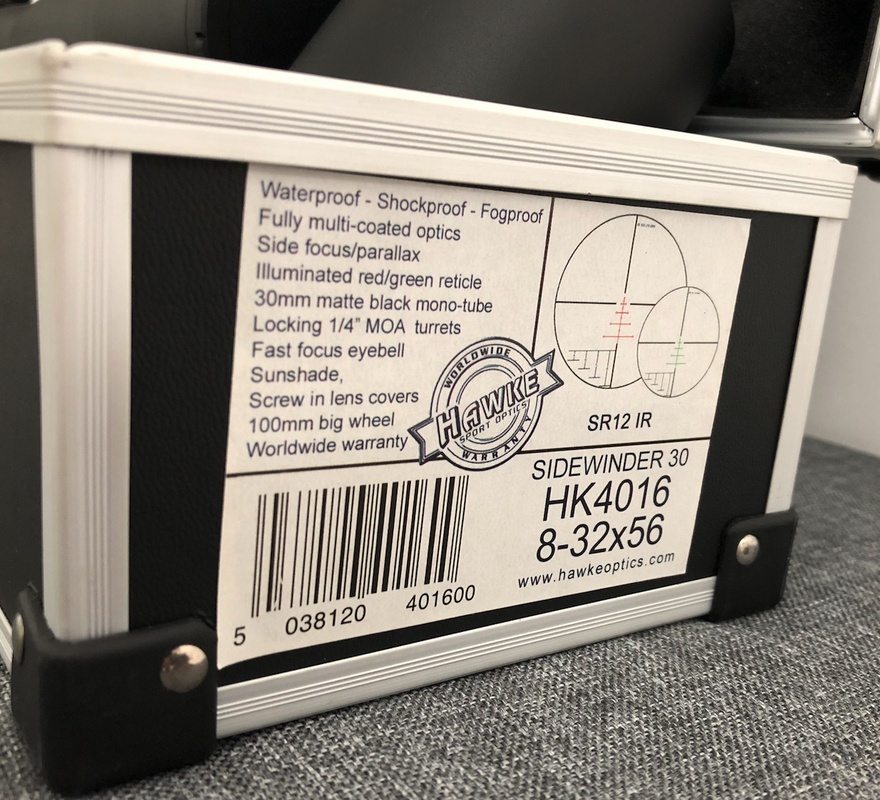 Waterproof - Shockproof - Fogproof
Fully multi-coated optics
Side focus/parallax
Illuminated red/green reticle
30mm matte black mono-tube
Locking 1/4" MOA turrets
Fast focus eyebell
Sunshade,
Screw in lens covers
100mm big wheel
Worldwide warranty
WORLDWIDE
HAWKE
SPORT OPTICS
WARRANTY
SR12 IR
SIDEWINDER 30
HK4016
8-32x56
www.hawkeoptics.com
5 038120 401600